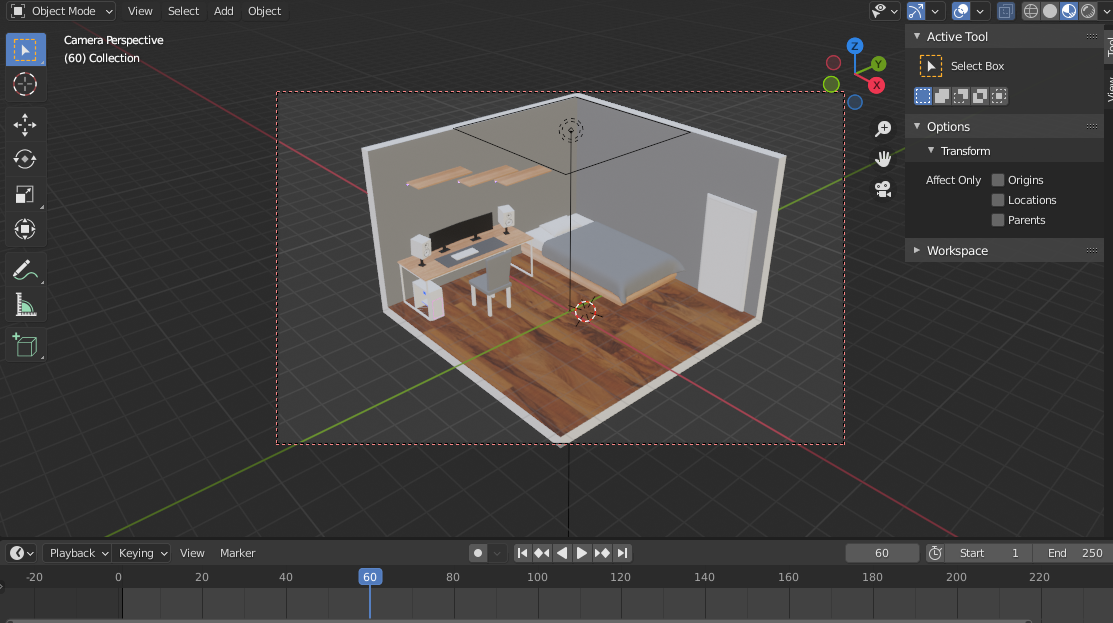 Object Mode View Select Add Object
Camera Perspective
(60) Collection
Z
Y
X
Active Tool
Select Box
Options
Transform
Affect Only Origins
Locations
Parents
Workspace
Tool
View
Playback Keying View Marker
60
Start 1
End 250
-20 0 20 40 60 80 100 120 140 160 180 200 220